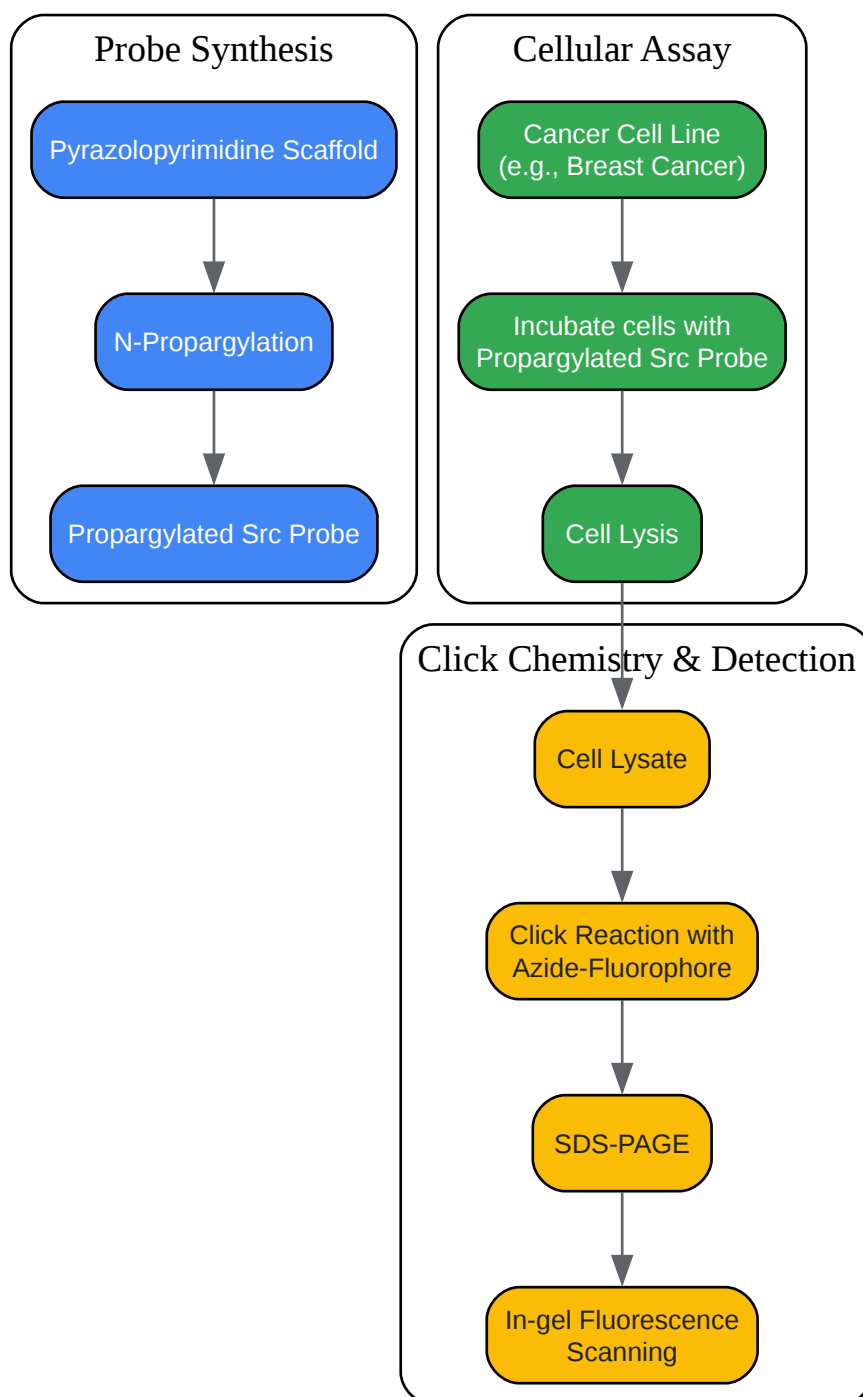 Probe Synthesis
Pyrazolopyrimidine Scaffold
N-Propargylation
Propargylated Src Probe
Cellular Assay
Cancer Cell Line
(e.g., Breast Cancer)
Incubate cells with
Propargylated Src Probe
Cell Lysis
Click Chemistry & Detection
Cell Lysate
Click Reaction with
Azide-Fluorophore
SDS-PAGE
In-gel Fluorescence
Scanning